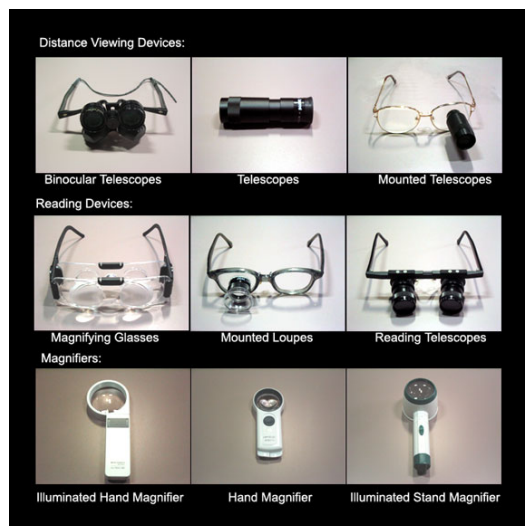 Distance Viewing Devices:
Binocular Telescopes
Telescopes
Mounted Telescopes
Reading Devices:
Magnifying Glasses
Mounted Loupes
Reading Telescopes
Magnifiers:
Illuminated Hand Magnifier
Hand Magnifier
Illuminated Stand Magnifier